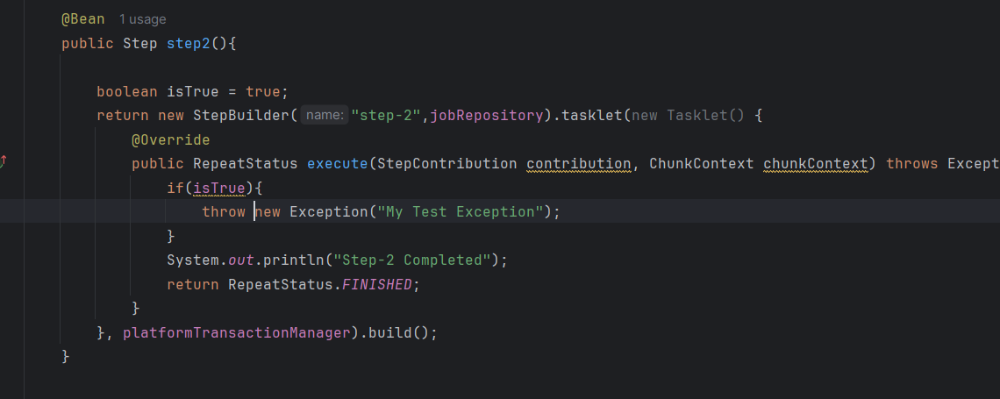 @Bean 1 usage
public Step step2(){
boolean isTrue = true;
return new StepBuilder( name: "step-2",jobRepository).tasklet(new Tasklet() {
@Override
public RepeatStatus execute(StepContribution contribution, ChunkContext chunkContext) throws Except
if(isTrue){
throw new Exception("My Test Exception");
}
System.out.println("Step-2 Completed");
return RepeatStatus.FINISHED;
}
}, platformTransactionManager).build();
}